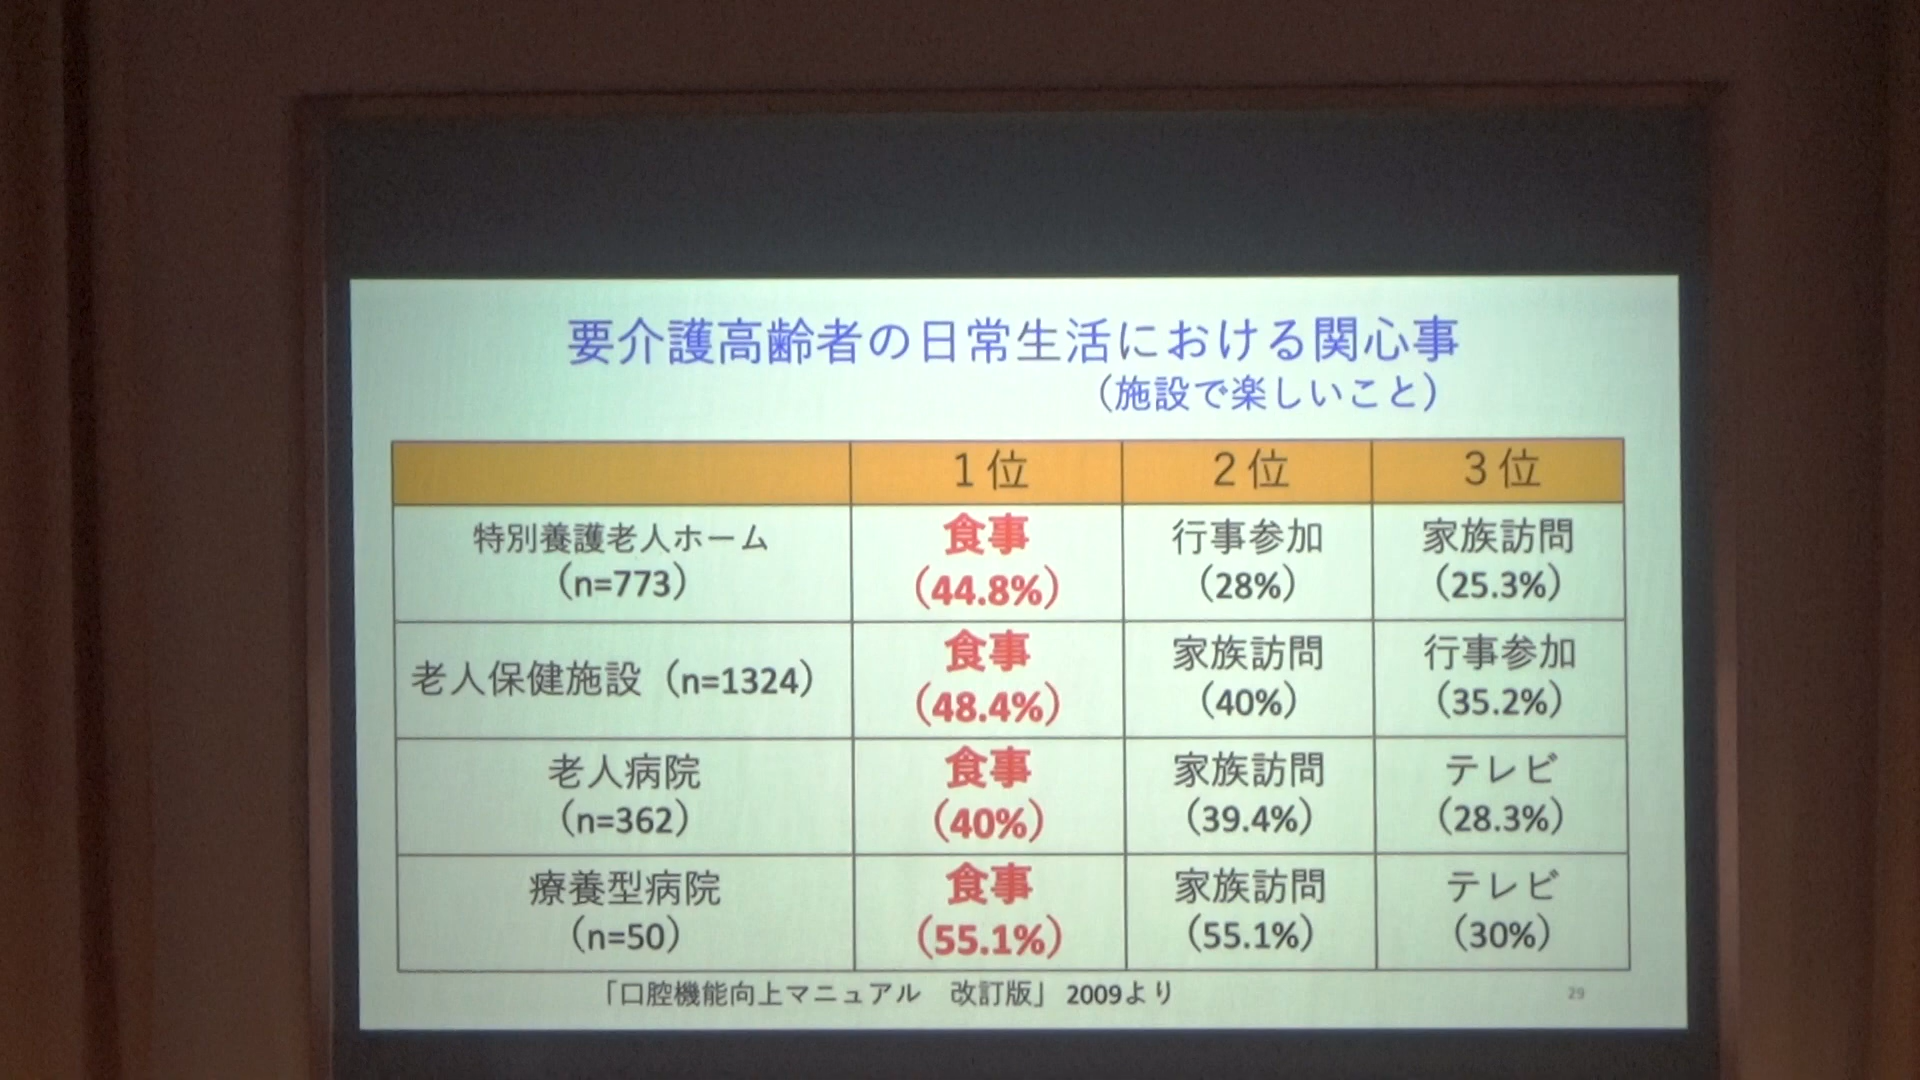 要介護高齢者の日常生活における関心事
（施設で楽しいこと）
１位 ２位 ３位
特別養護老人ホーム 食事 行事参加 家族訪問
（n=773） （44.8%） （28%） （25.3%）
老人保健施設（n=1324） 食事 家族訪問 行事参加
（48.4%） （40%） （35.2%）
老人病院 食事 家族訪問 テレビ
（n=362） （40%） （39.4%） （28.3%）
療養型病院 食事 家族訪問 テレビ
（n=50） （55.1%） （55.1%） （30%）
「口腔機能向上マニュアル　改訂版」 2009より
29